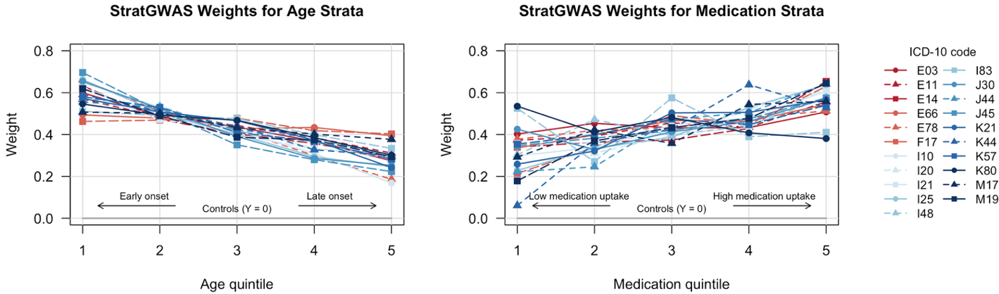 StratGWAS Weights for Age Strata
Weight
0.8
0.6
0.4
0.2
0.0
Early onset
Late onset
Controls (Y = 0)
1 2 3 4 5
Age quintile
StratGWAS Weights for Medication Strata
Weight
0.8
0.6
0.4
0.2
0.0
Low medication uptake
High medication uptake
Controls (Y = 0)
1 2 3 4 5
Medication quintile
ICD-10 code
E03 I83
E11 J30
E14 J44
E66 J45
E78 K21
F17 K44
I10 K57
I20 K80
I21 M17
I25 M19
I48